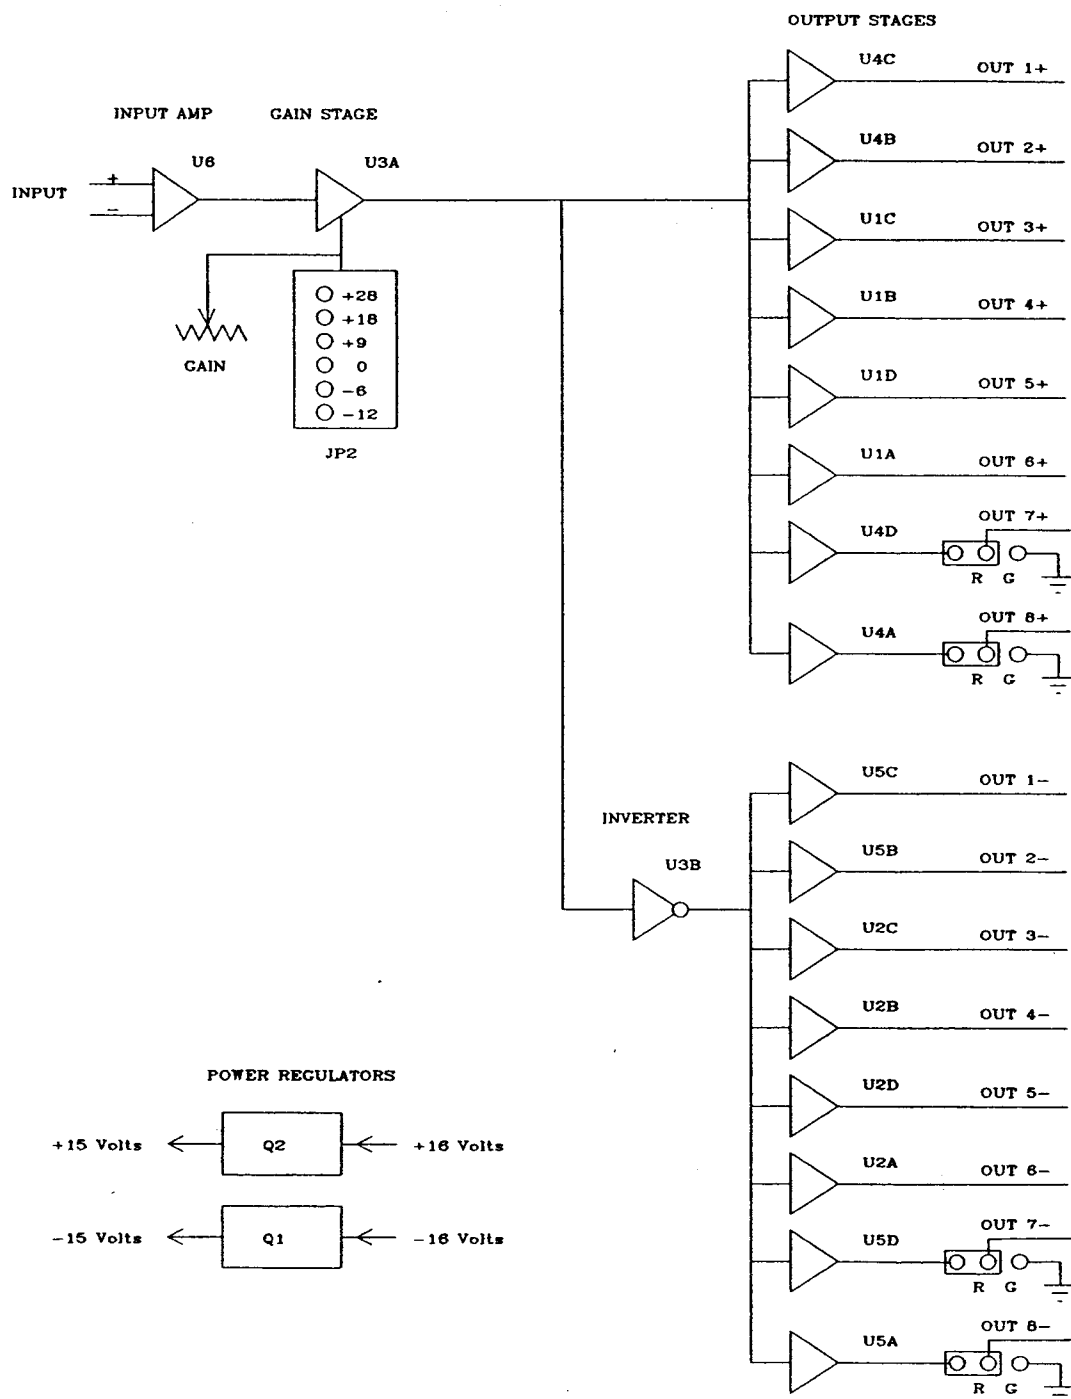 OUTPUT STAGES
U4C OUT 1+
INPUT AMP GAIN STAGE
U4B OUT 2+
U6 U3A
INPUT + −
U1C OUT 3+
+28
+18
+9
0
−6
−12
GAIN
JP2
U1B OUT 4+
U1D OUT 5+
U1A OUT 6+
U4D OUT 7+
R G
U4A OUT 8+
R G
U5C OUT 1−
INVERTER
U3B
U5B OUT 2−
U2C OUT 3−
U2B OUT 4−
U2D OUT 5−
U2A OUT 6−
U5D OUT 7−
R G
U5A OUT 8−
R G
POWER REGULATORS
+15 Volts Q2 +16 Volts
−15 Volts Q1 −16 Volts